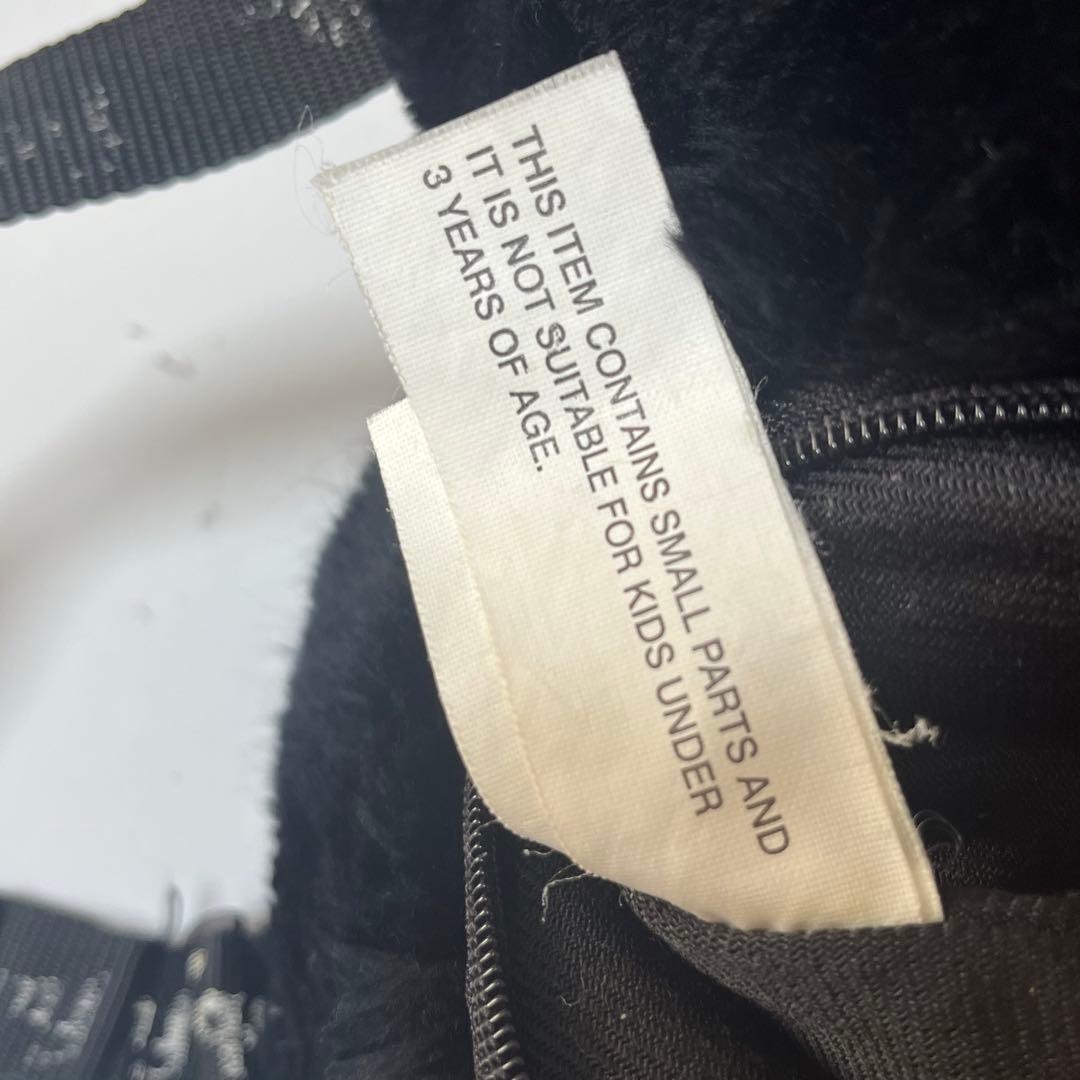 THIS ITEM CONTAINS SMALL PARTS AND
IT IS NOT SUITABLE FOR KIDS UNDER
3 YEARS OF AGE.